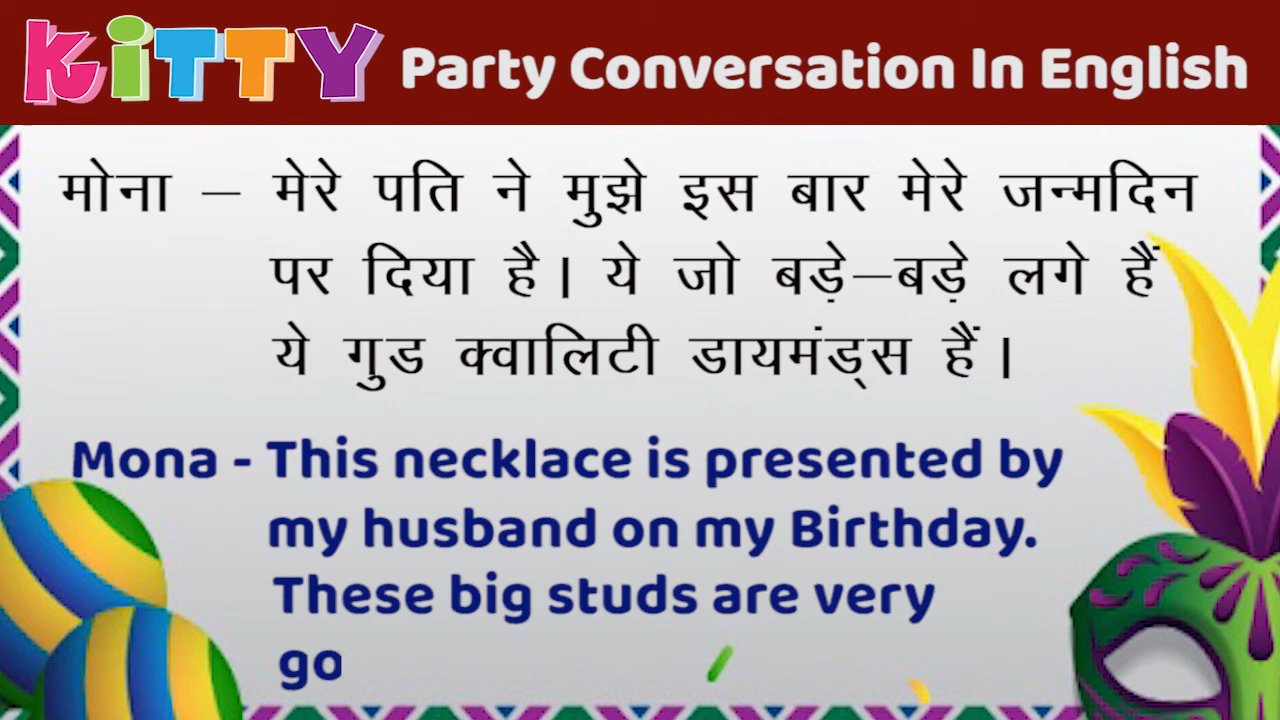 KiTTY Party Conversation In English
मोना – मेरे पति ने मुझे इस बार मेरे जन्मदिन
पर दिया है। ये जो बड़े–बड़े लगे हैं
ये गुड क्वालिटी डायमंड्स हैं।
Mona - This necklace is presented by
my husband on my Birthday.
These big studs are very
go